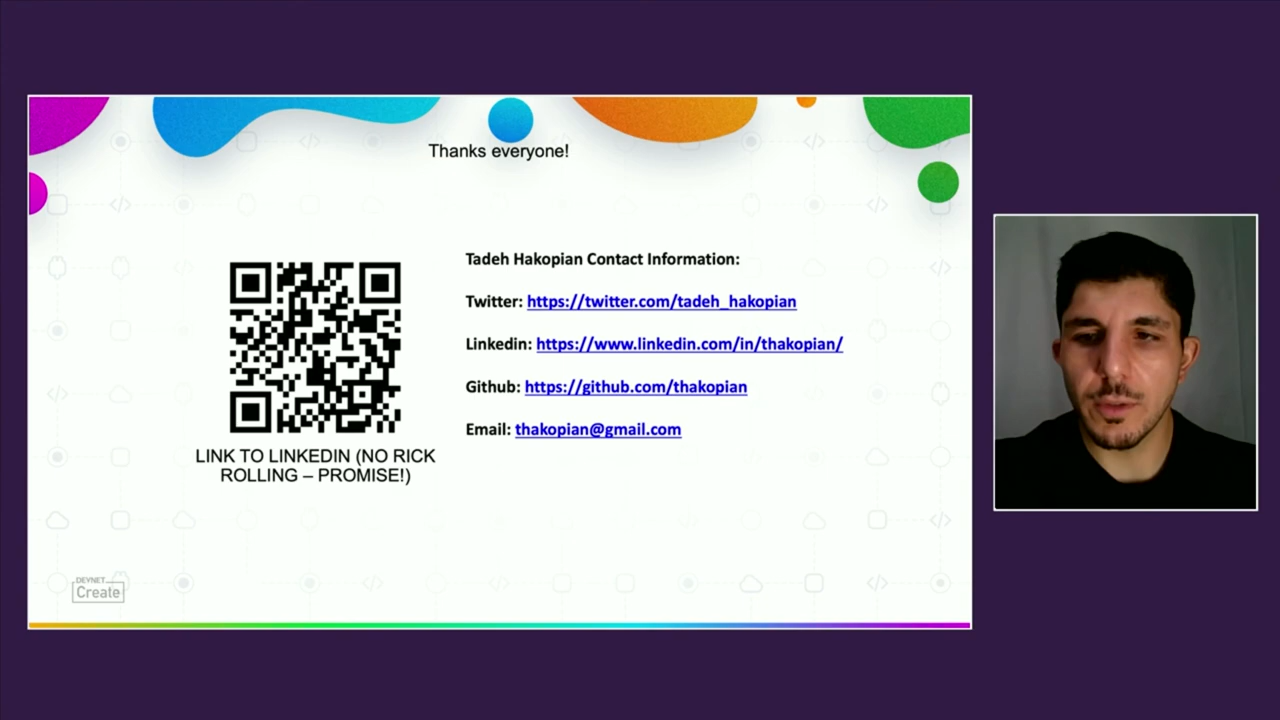 Thanks everyone!
Tadeh Hakopian Contact Information:
Twitter: https://twitter.com/tadeh_hakopian
Linkedin: https://www.linkedin.com/in/thakopian/
Github: https://github.com/thakopian
Email: thakopian@gmail.com
LINK TO LINKEDIN (NO RICK
ROLLING – PROMISE!)
DEVNET
Create